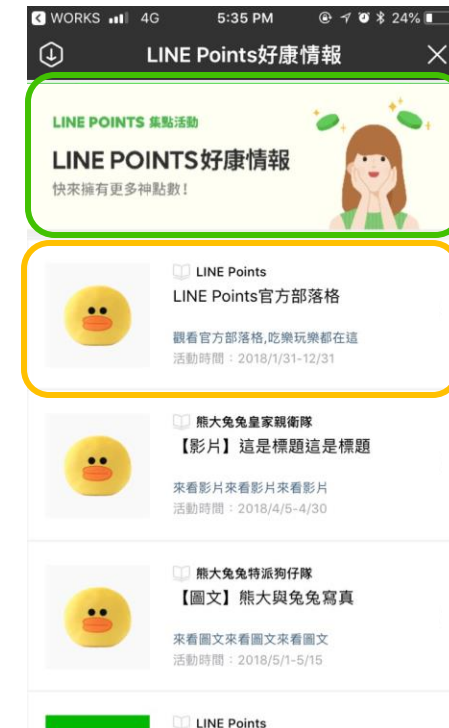 WORKS 4G 5:35 PM 24%
LINE Points好康情報
LINE POINTS 集點活動
LINE POINTS好康情報
快來擁有更多神點數!
LINE Points
LINE Points官方部落格
觀看官方部落格,吃樂玩樂都在這
活動時間:2018/1/31-12/31
熊大兔兔皇家親衛隊
【影片】這是標題這是標題
來看影片來看影片來看影片
活動時間:2018/4/5-4/30
熊大兔兔特派狗仔隊
【圖文】熊大與兔兔寫真
來看圖文來看圖文來看圖文
活動時間:2018/5/1-5/15
LINE Points